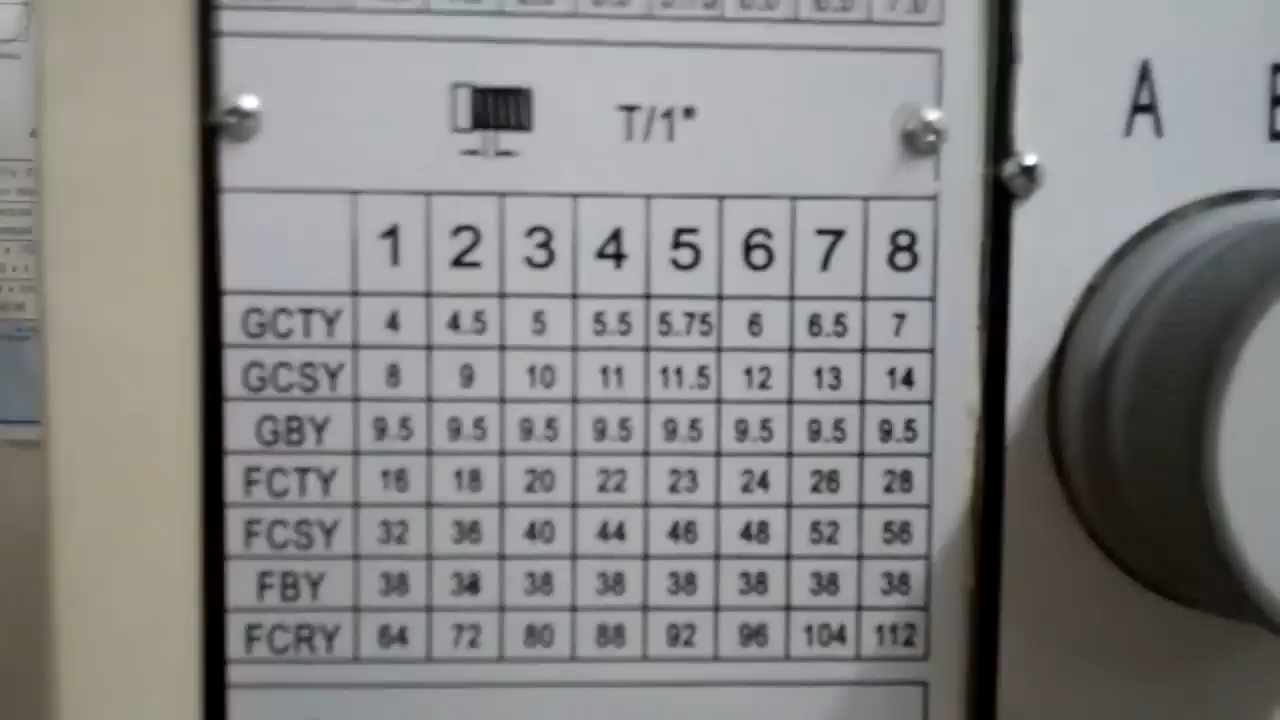 T/1"
A
1 2 3 4 5 6 7 8
GCTY 4 4.5 5 5.5 5.75 6 6.5 7
GCSY 8 9 10 11 11.5 12 13 14
GBY 9.5 9.5 9.5 9.5 9.5 9.5 9.5 9.5
FCTY 16 18 20 22 23 24 26 28
FCSY 32 36 40 44 46 48 52 56
FBY 38 38 38 38 38 38 38 38
FCRY 64 72 80 88 92 96 104 112